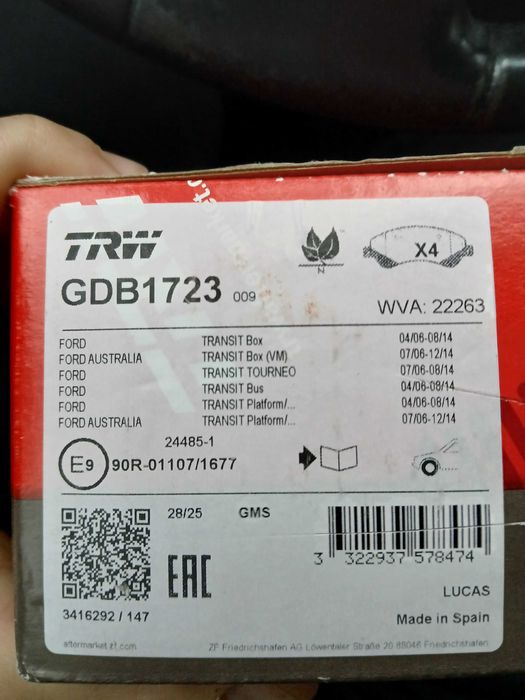 TRW
X4
GDB1723 009
WVA: 22263
FORD TRANSIT Box 04/06-08/14
FORD AUSTRALIA TRANSIT Box (VM) 07/06-12/14
FORD TRANSIT TOURNEO 07/06-08/14
FORD TRANSIT Bus 04/06-08/14
FORD TRANSIT Platform/... 04/06-08/14
FORD AUSTRALIA TRANSIT Platform/... 07/06-12/14
24485-1
E9 90R-01107/1677
28/25 GMS
EAC
3 322937 578474
LUCAS
3416292 / 147
Made in Spain
aftermarket.zf.com
ZF Friedrichshafen AG Löwentaler Straße 20 88046 Friedrichshafen